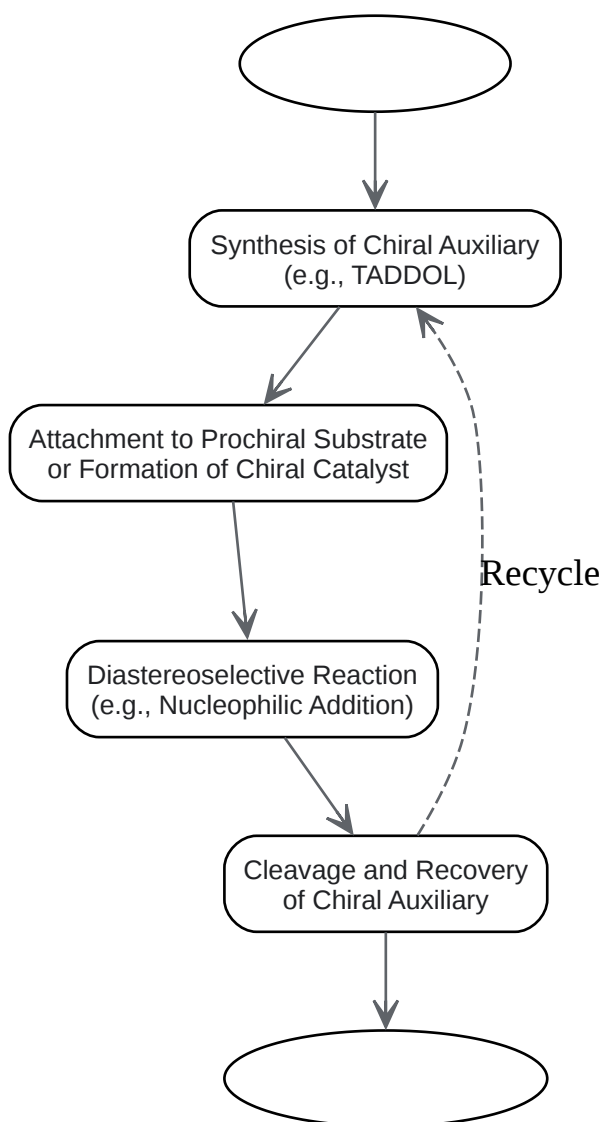 Synthesis of Chiral Auxiliary
(e.g., TADDOL)
Attachment to Prochiral Substrate
or Formation of Chiral Catalyst
Recycle
Diastereoselective Reaction
(e.g., Nucleophilic Addition)
Cleavage and Recovery
of Chiral Auxiliary